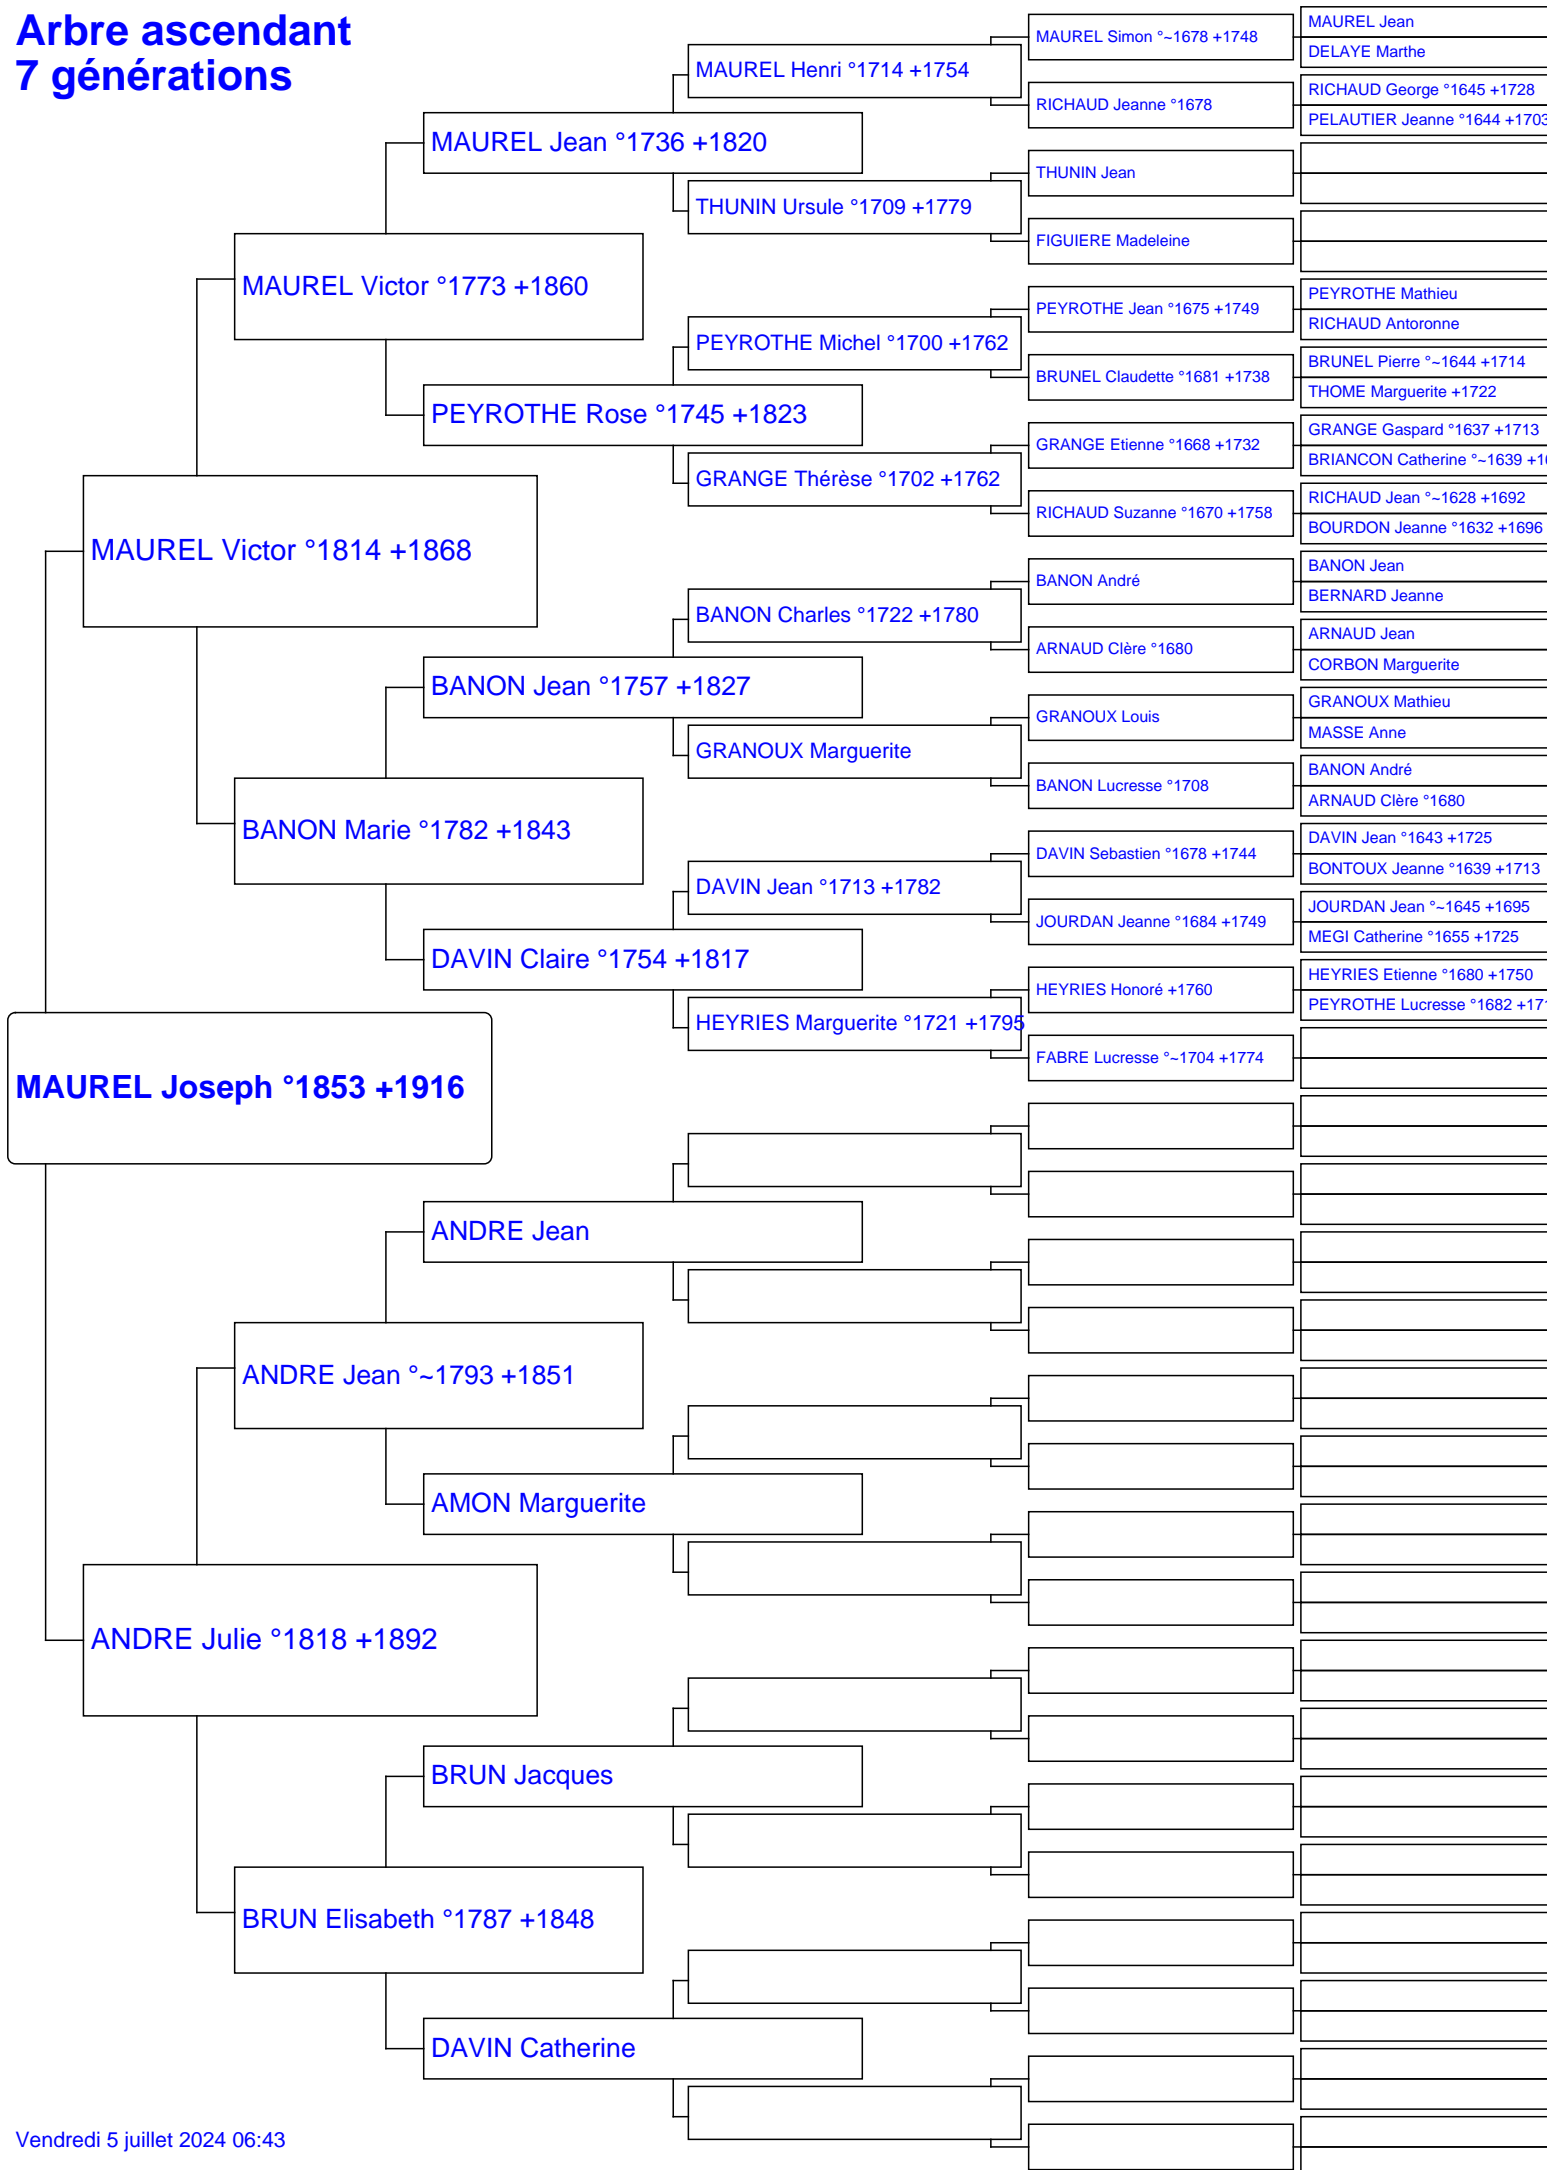 Arbre ascendant
7 générations
MAUREL Joseph °1853 +1916
MAUREL Victor °1814 +1868
ANDRE Julie °1818 +1892
MAUREL Victor °1773 +1860
BANON Marie °1782 +1843
ANDRE Jean °~1793 +1851
BRUN Elisabeth °1787 +1848
MAUREL Jean °1736 +1820
PEYROTHE Rose °1745 +1823
BANON Jean °1757 +1827
DAVIN Claire °1754 +1817
ANDRE Jean
AMON Marguerite
BRUN Jacques
DAVIN Catherine
MAUREL Henri °1714 +1754
THUNIN Ursule °1709 +1779
PEYROTHE Michel °1700 +1762
GRANGE Thérèse °1702 +1762
BANON Charles °1722 +1780
GRANOUX Marguerite
DAVIN Jean °1713 +1782
HEYRIES Marguerite °1721 +1795
MAUREL Simon °~1678 +1748
RICHAUD Jeanne °1678
THUNIN Jean
FIGUIERE Madeleine
PEYROTHE Jean °1675 +1749
BRUNEL Claudette °1681 +1738
GRANGE Etienne °1668 +1732
RICHAUD Suzanne °1670 +1758
BANON André
ARNAUD Clère °1680
GRANOUX Louis
BANON Lucresse °1708
DAVIN Sebastien °1678 +1744
JOURDAN Jeanne °1684 +1749
HEYRIES Honoré +1760
FABRE Lucresse °~1704 +1774
MAUREL Jean
DELAYE Marthe
RICHAUD George °1645 +1728
PELAUTIER Jeanne °1644 +1703
PEYROTHE Mathieu
RICHAUD Antoronne
BRUNEL Pierre °~1644 +1714
THOME Marguerite +1722
GRANGE Gaspard °1637 +1713
BRIANCON Catherine °~1639
RICHAUD Jean °~1628 +1692
BOURDON Jeanne °1632 +1696
BANON Jean
BERNARD Jeanne
ARNAUD Jean
CORBON Marguerite
GRANOUX Mathieu
MASSE Anne
BANON André
ARNAUD Clère °1680
DAVIN Jean °1643 +1725
BONTOUX Jeanne °1639 +1713
JOURDAN Jean °~1645 +1695
MEGI Catherine °1655 +1725
HEYRIES Etienne °1680 +1750
PEYROTHE Lucresse °1682
Vendredi 5 juillet 2024 06:43